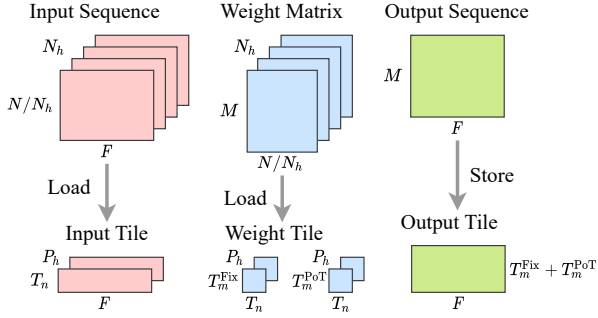 Input Sequence
Weight Matrix
Output Sequence
N_h
N/N_h
F
N_h
M
N/N_h
M
F
Load
Load
Store
Input Tile
Weight Tile
Output Tile
P_h
T_n
F
P_h
T_m^Fix
T_n
P_h
T_m^PoT
T_n
T_m^Fix + T_m^PoT
F